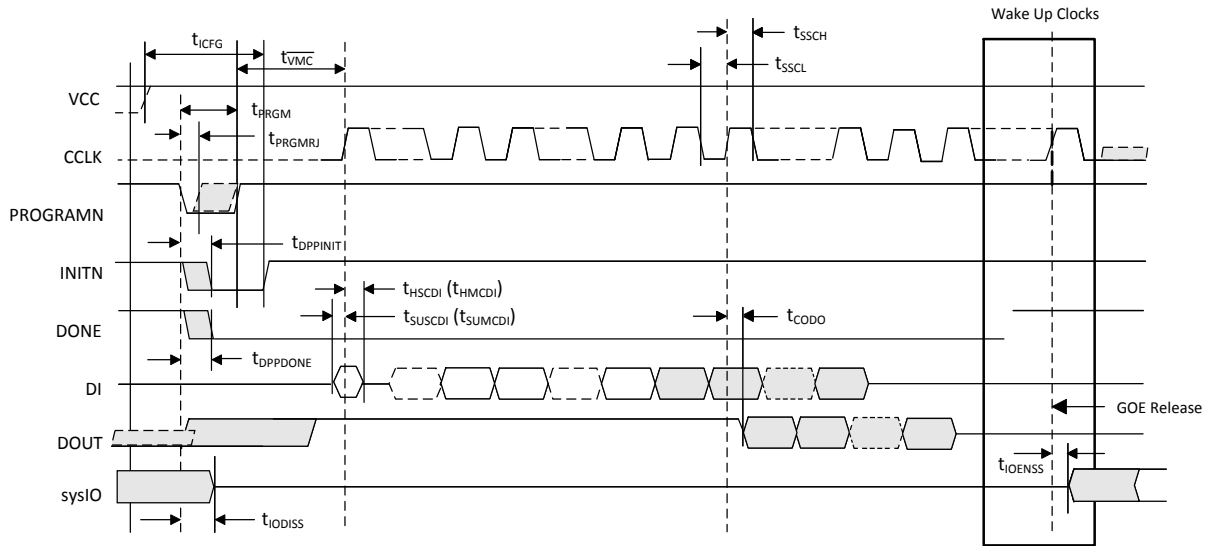 Wake Up Clocks
tICFG
tVMC
tSSCH
tSSCL
VCC
tPRGM
tPRGMRJ
CCLK
PROGRAMN
tDPPINIT
INITN
tHSCDI (tHMCDI)
tSUSCDI (tSUMCDI)
tCODO
DONE
tDPPDONE
DI
GOE Release
DOUT
tIOENSS
sysIO
tIODISS